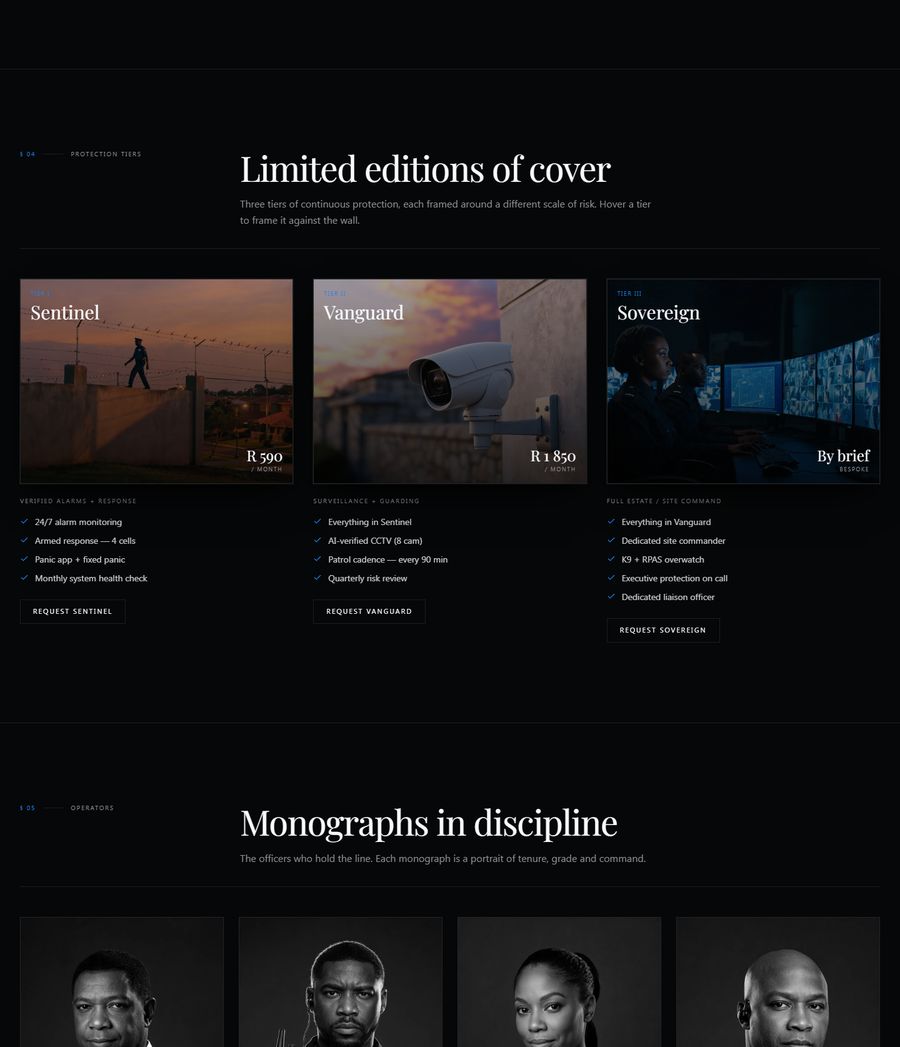 § 04 PROTECTION TIERS
Limited editions of cover
Three tiers of continuous protection, each framed around a different scale of risk. Hover a tier
to frame it against the wall.
TIER I
Sentinel
R 590
/ MONTH
VERIFIED ALARMS + RESPONSE
24/7 alarm monitoring
Armed response — 4 cells
Panic app + fixed panic
Monthly system health check
REQUEST SENTINEL
TIER II
Vanguard
R 1 850
/ MONTH
SURVEILLANCE + GUARDING
Everything in Sentinel
AI-verified CCTV (8 cam)
Patrol cadence — every 90 min
Quarterly risk review
REQUEST VANGUARD
TIER III
Sovereign
By brief
BESPOKE
FULL ESTATE / SITE COMMAND
Everything in Vanguard
Dedicated site commander
K9 + RPAS overwatch
Executive protection on call
Dedicated liaison officer
REQUEST SOVEREIGN
§ 05 OPERATORS
Monographs in discipline
The officers who hold the line. Each monograph is a portrait of tenure, grade and command.